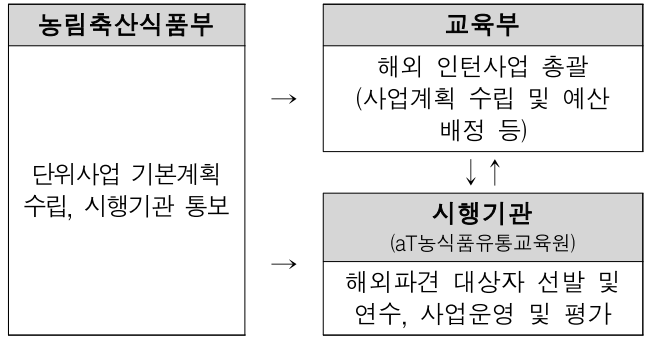 농림축산식품부
단위사업 기본계획
수립, 시행기관 통보
→
→
교육부
해외 인턴사업 총괄
(사업계획 수립 및 예산
배정 등)
↓↑
시행기관
(aT농식품유통교육원)
해외파견 대상자 선발 및
연수, 사업운영 및 평가